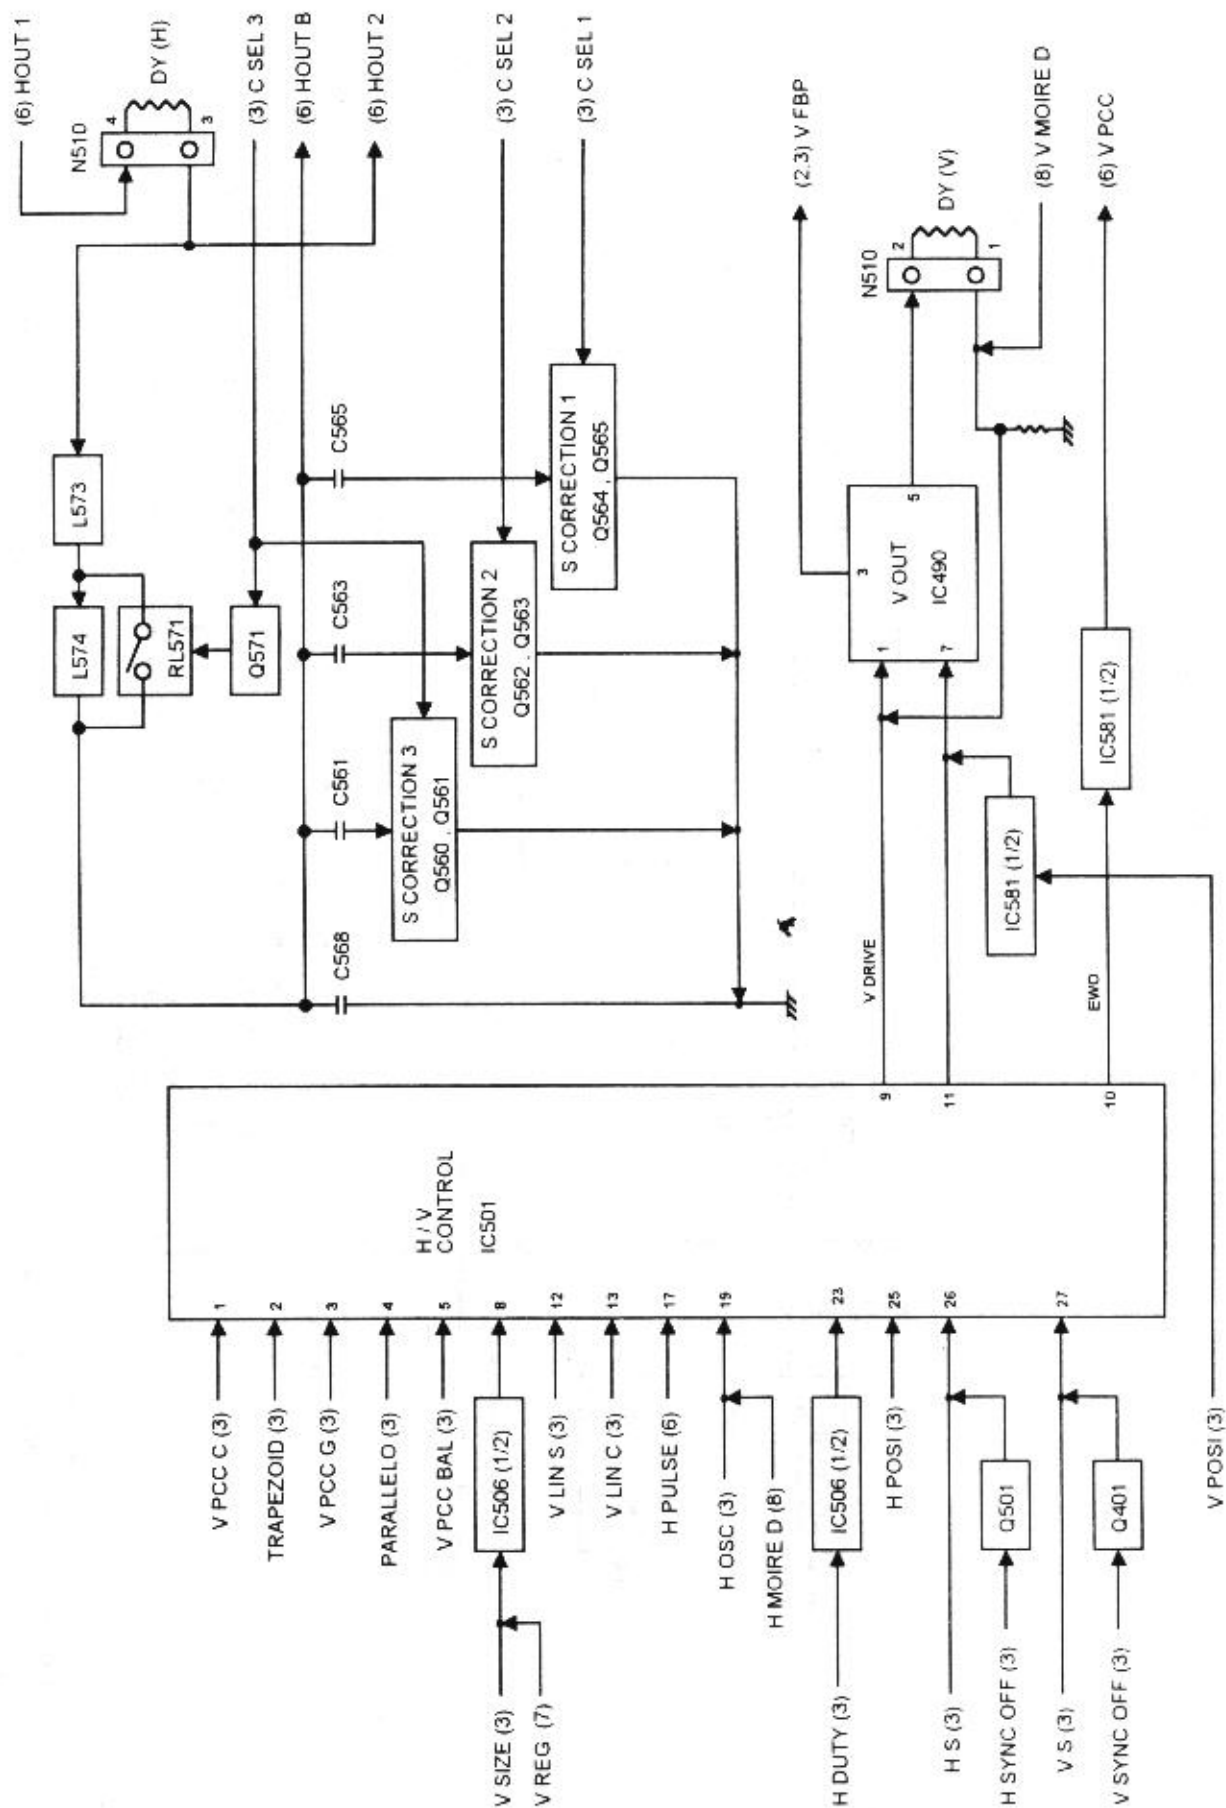 V PCC C (3)
1
TRAPEZOID (3)
2
V PCC G (3)
3
PARALLELO (3)
4
V PCC BAL (3)
5
V SIZE (3)
V REG (7)
IC506 (1/2)
8
V LIN S (3)
12
V LIN C (3)
13
H PULSE (6)
17
H OSC (3)
H MOIRE D (8)
19
H DUTY (3)
IC506 (1/2)
23
H POSI (3)
25
H S (3)
26
H SYNC OFF (3)
Q501
V S (3)
27
V SYNC OFF (3)
Q401
V POSI (3)
H / V
CONTROL
IC501
9
11
10
V DRIVE
EWD
IC581 (1/2)
IC581 (1/2)
1
7
V OUT
IC490
3
5
N510
2
1
DY (V)
(2.3) V FBP
(8) V MOIRE D
(6) V PCC
C568
C561
C563
C565
S CORRECTION 3
Q560 , Q561
S CORRECTION 2
Q562 , Q563
S CORRECTION 1
Q564 , Q565
L574
L573
RL571
Q571
N510
4
3
DY (H)
(6) HOUT 1
(3) C SEL 3
(6) HOUT B
(6) HOUT 2
(3) C SEL 2
(3) C SEL 1